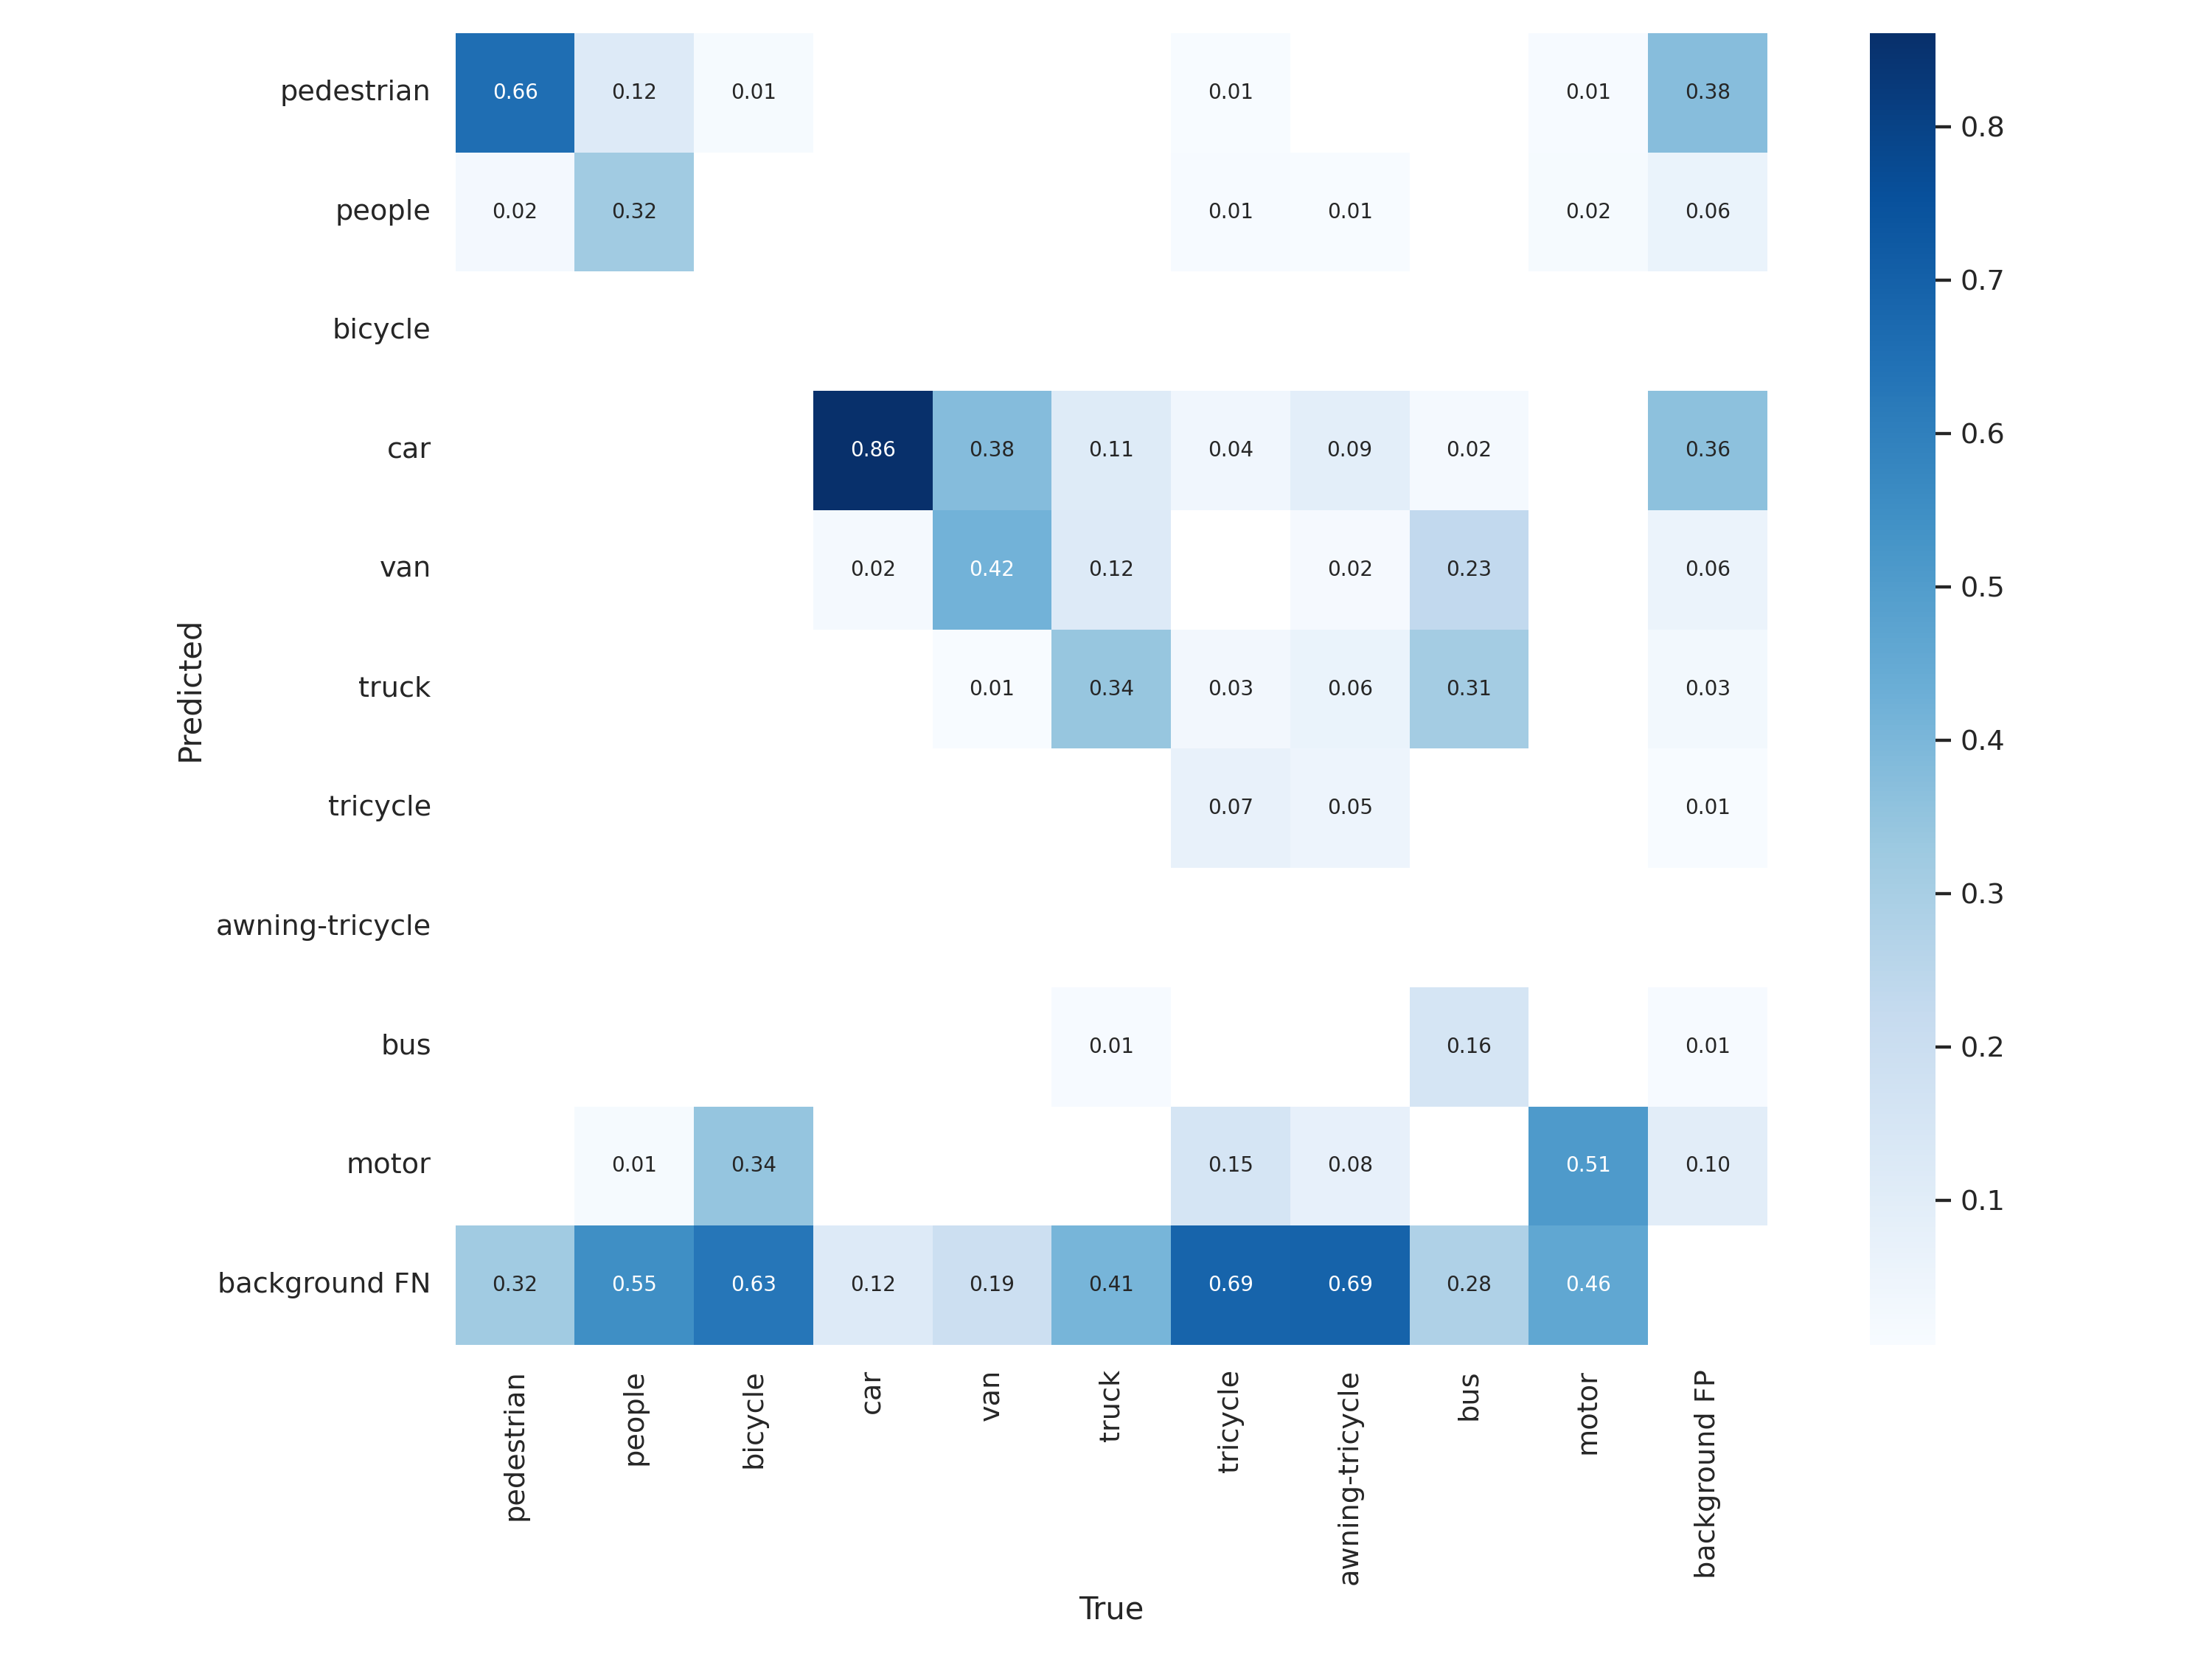 pedestrian 0.66 0.12 0.01 0.01 0.01 0.38
people 0.02 0.32 0.01 0.01 0.02 0.06
bicycle
car 0.86 0.38 0.11 0.04 0.09 0.02 0.36
van 0.02 0.42 0.12 0.02 0.23 0.06
truck 0.01 0.34 0.03 0.06 0.31 0.03
tricycle 0.07 0.05 0.01
awning-tricycle
bus 0.01 0.16 0.01
motor 0.01 0.34 0.15 0.08 0.51 0.10
background FN 0.32 0.55 0.63 0.12 0.19 0.41 0.69 0.69 0.28 0.46
Predicted
pedestrian
people
bicycle
car
van
truck
tricycle
awning-tricycle
bus
motor
background FP
True
0.8
0.7
0.6
0.5
0.4
0.3
0.2
0.1